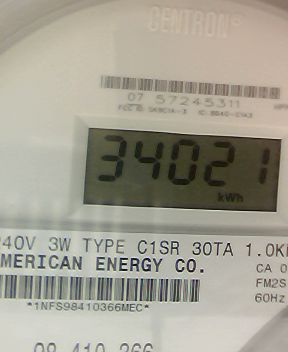 CENTRON®
07 57245311
34021
kWh
240V 3W TYPE C1SR 30TA 1.0K
AMERICAN ENERGY CO.
CA 0
FM2S
60Hz
*1NFS98410366MEC*
98 410 366